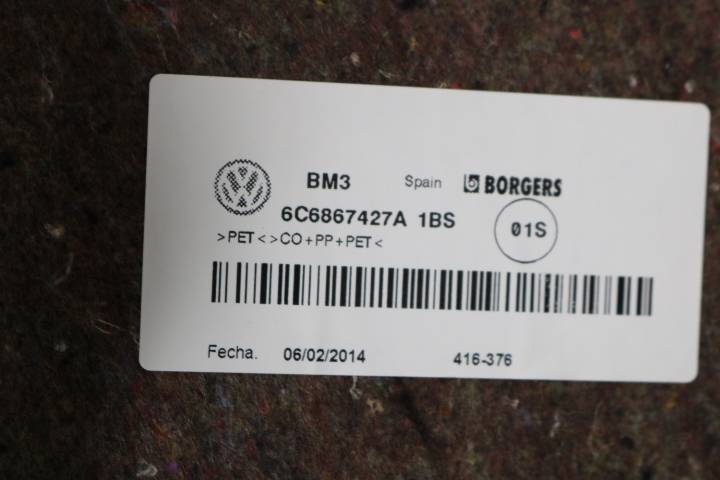 BM3 Spain BORGERS
6C6867427A 1BS 01S
>PET<>CO+PP+PET<
Fecha. 06/02/2014 416-376